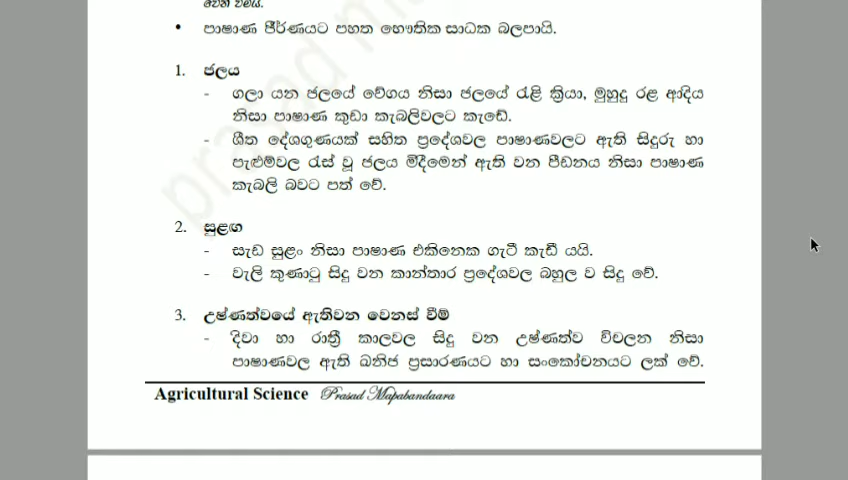 වෙන් වීමයි.
• පාෂාණ ජීර්ණයට පහත භෞතික සාධක බලපායි.
1. ජලය
- ගලා යන ජලයේ වේගය නිසා ජලයේ රැළි ක්‍රියා, මුහුදු රළ ආදිය
නිසා පාෂාණ කුඩා කැබලිවලට කැඩේ.
- ශීත දේශගුණයක් සහිත ප්‍රදේශවල පාෂාණවලට ඇති සිදුරු හා
පැළුම්වල රැස් වූ ජලය මිදීමෙන් ඇති වන පීඩනය නිසා පාෂාණ
කැබලි බවට පත් වේ.
2. සුළඟ
- සැඩ සුළං නිසා පාෂාණ එකිනෙක ගැටී කැඩී යයි.
- වැලි කුණාටු සිදු වන කාන්තාර ප්‍රදේශවල බහුල ව සිදු වේ.
3. උෂ්ණත්වයේ ඇතිවන වෙනස් වීම්
- දිවා හා රාත්‍රී කාලවල සිදු වන උෂ්ණත්ව විචලන නිසා
පාෂාණවල ඇති ඛනිජ ප්‍රසාරණයට හා සංකෝචනයට ලක් වේ.
Agricultural Science Prasad Mapabandaara